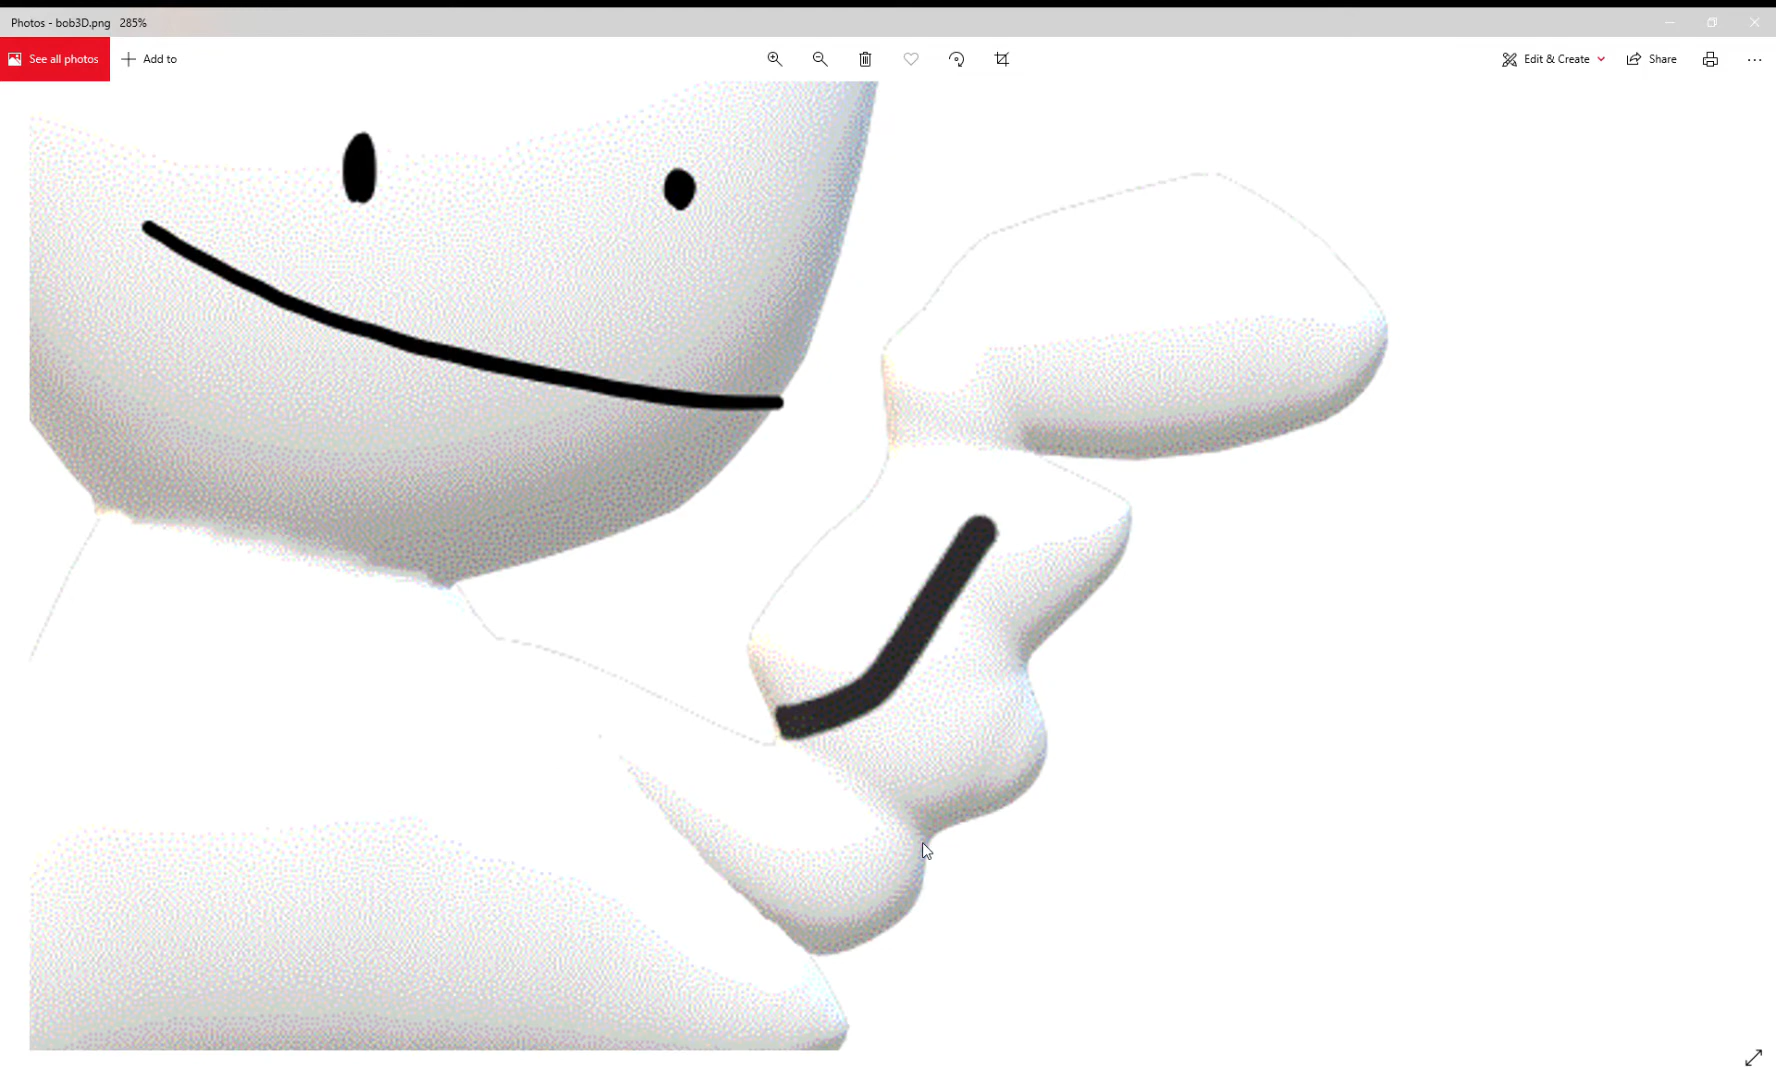 Photos - bob3D.png 285%
See all photos
Add to
Edit & Create
Share